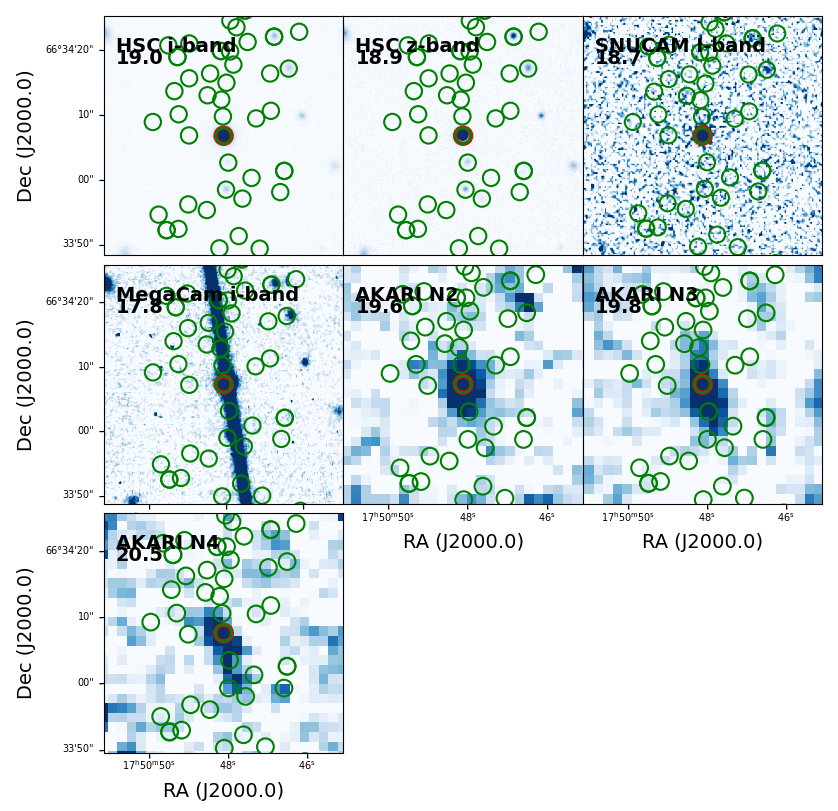 HSC i-band
19.0
HSC z-band
18.9
SNUCAM I-band
18.7
66°34'20"
10"
00"
33'50"
Dec (J2000.0)
MegaCam i-band
17.8
AKARI N2
19.6
AKARI N3
19.8
66°34'20"
10"
00"
33'50"
Dec (J2000.0)
17ʰ50ᵐ50ˢ
48ˢ
46ˢ
RA (J2000.0)
17ʰ50ᵐ50ˢ
48ˢ
46ˢ
RA (J2000.0)
AKARI N4
20.5
66°34'20"
10"
00"
33'50"
Dec (J2000.0)
17ʰ50ᵐ50ˢ
48ˢ
46ˢ
RA (J2000.0)